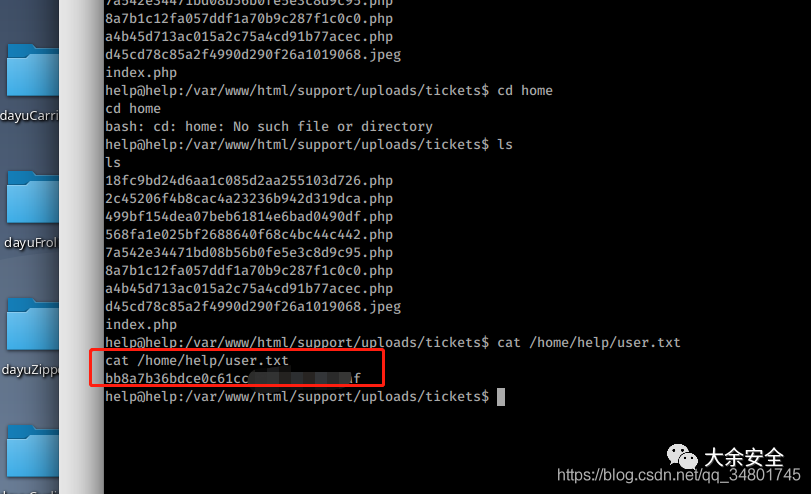 7a542e34471bd08b56b0fe5e3c8d9c95.php
8a7b1c12fa057ddf1a70b9c287f1c0c0.php
a4b45d713ac015a2c75a4cd91b77acec.php
d45cd78c85a2f4990d290f26a1019068.jpeg
index.php
help@help:/var/www/html/support/uploads/tickets$ cd home
cd home
bash: cd: home: No such file or directory
help@help:/var/www/html/support/uploads/tickets$ ls
ls
18fc9bd24d6aa1c085d2aa255103d726.php
2c45206f4b8cac4a23236b942d319dca.php
499bf154dea07beb61814e6bad0490df.php
568fa1e025bf2688640f68c4bc44c442.php
7a542e34471bd08b56b0fe5e3c8d9c95.php
8a7b1c12fa057ddf1a70b9c287f1c0c0.php
a4b45d713ac015a2c75a4cd91b77acec.php
d45cd78c85a2f4990d290f26a1019068.jpeg
index.php
help@help:/var/www/html/support/uploads/tickets$ cat /home/help/user.txt
cat /home/help/user.txt
bb8a7b36bdce0c61cc f
help@help:/var/www/html/support/uploads/tickets$
dayuCarri
dayuFrol
dayuZippe
大余安全
https://blog.csdn.net/qq_34801745